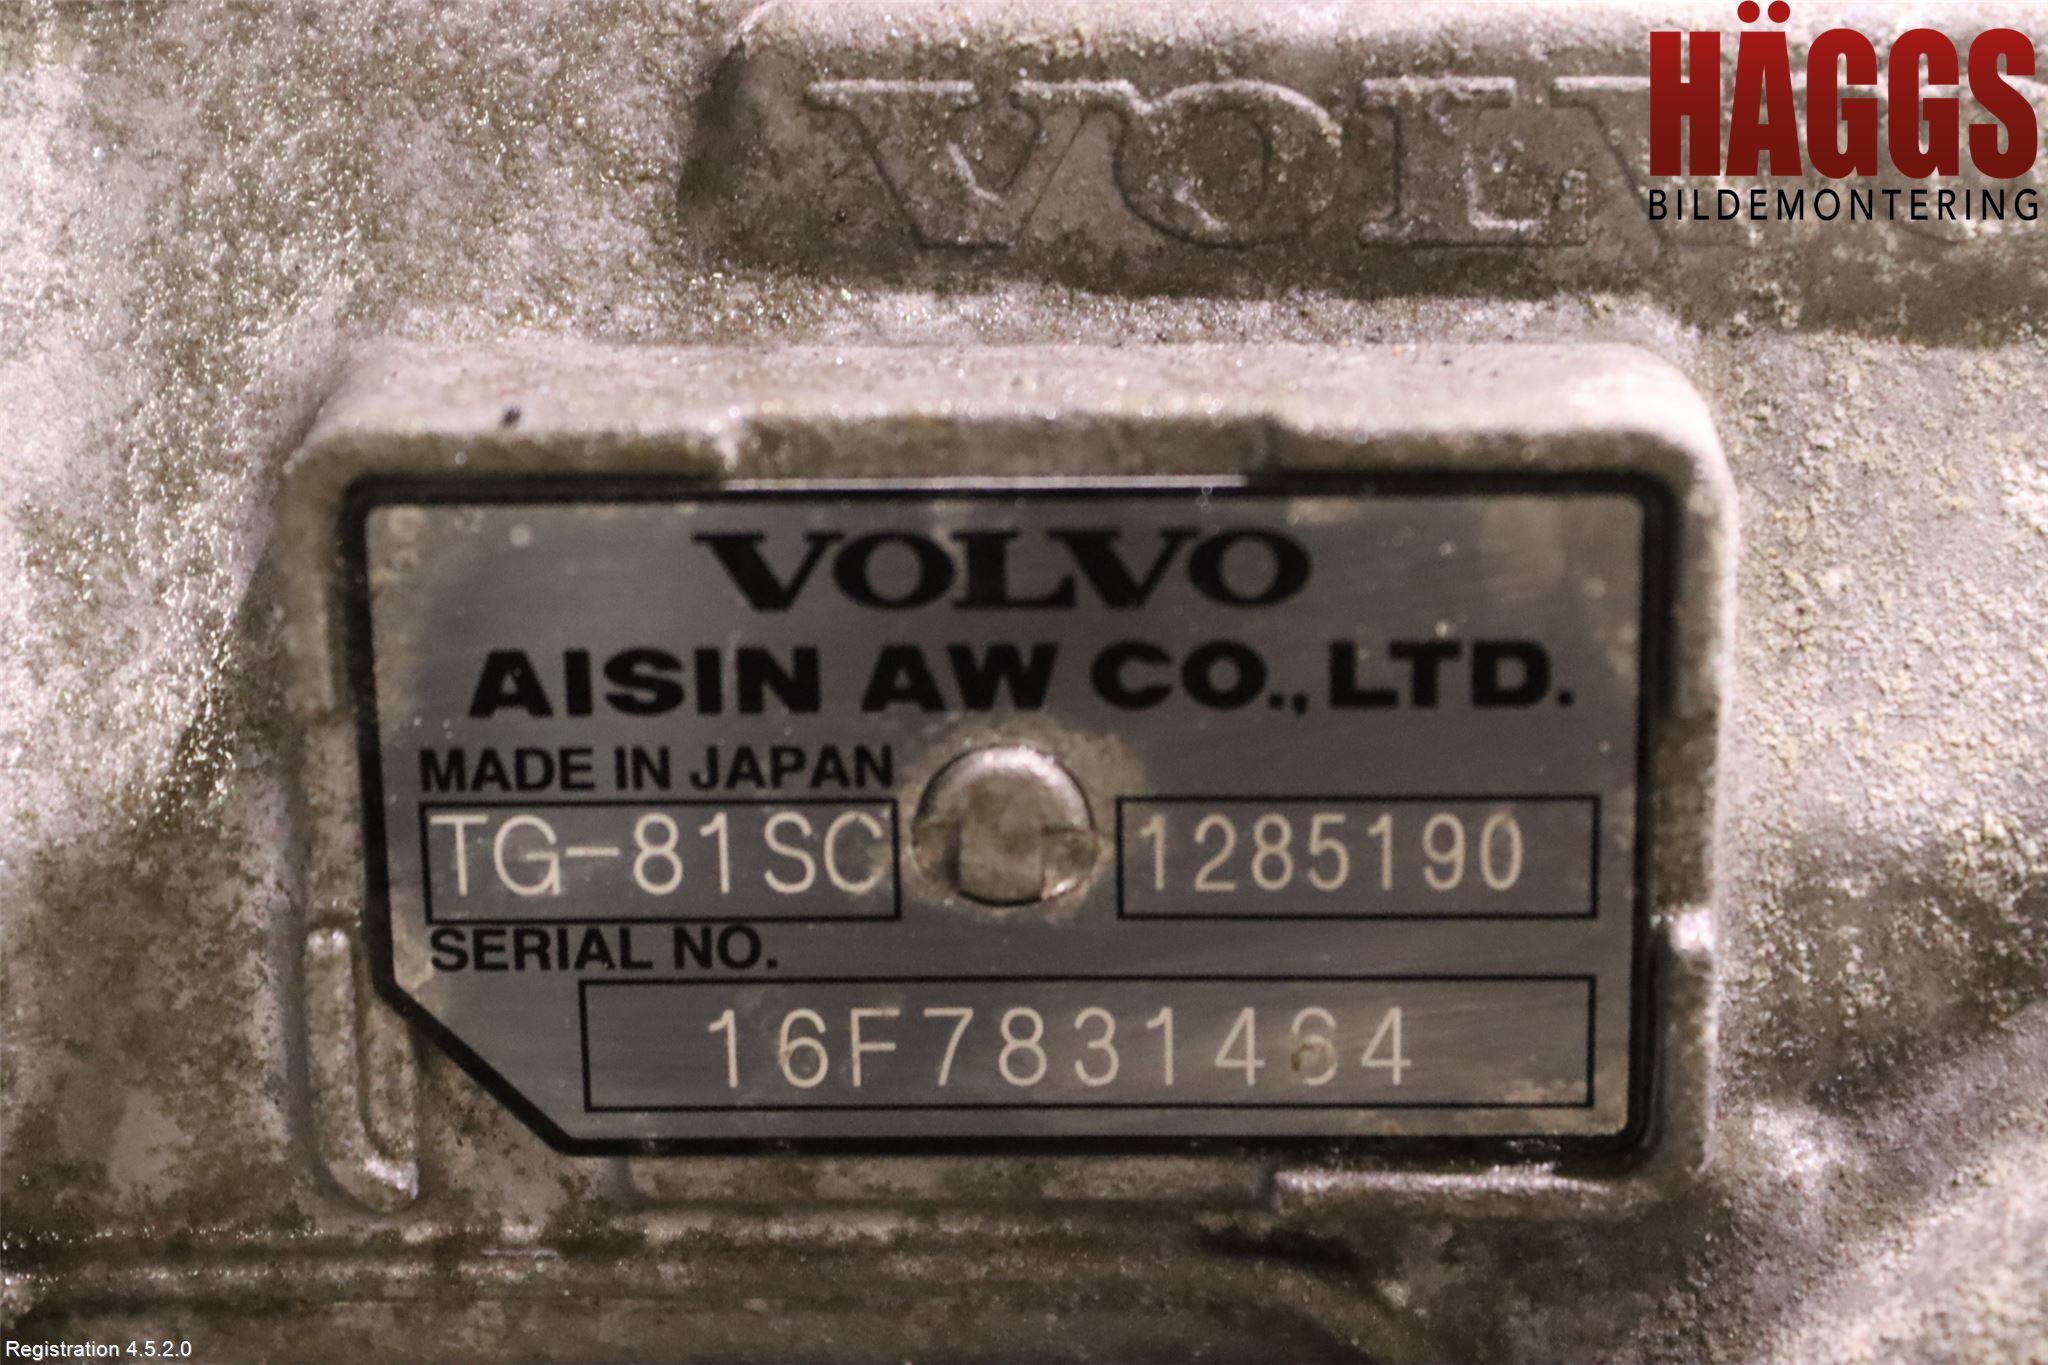 HÄGGS
BILDEMONTERING
VOLV
VOLVO
AISIN AW CO., LTD.
MADE IN JAPAN
TG-81SC 1285190
SERIAL NO.
16F7831464
Registration 4.5.2.0